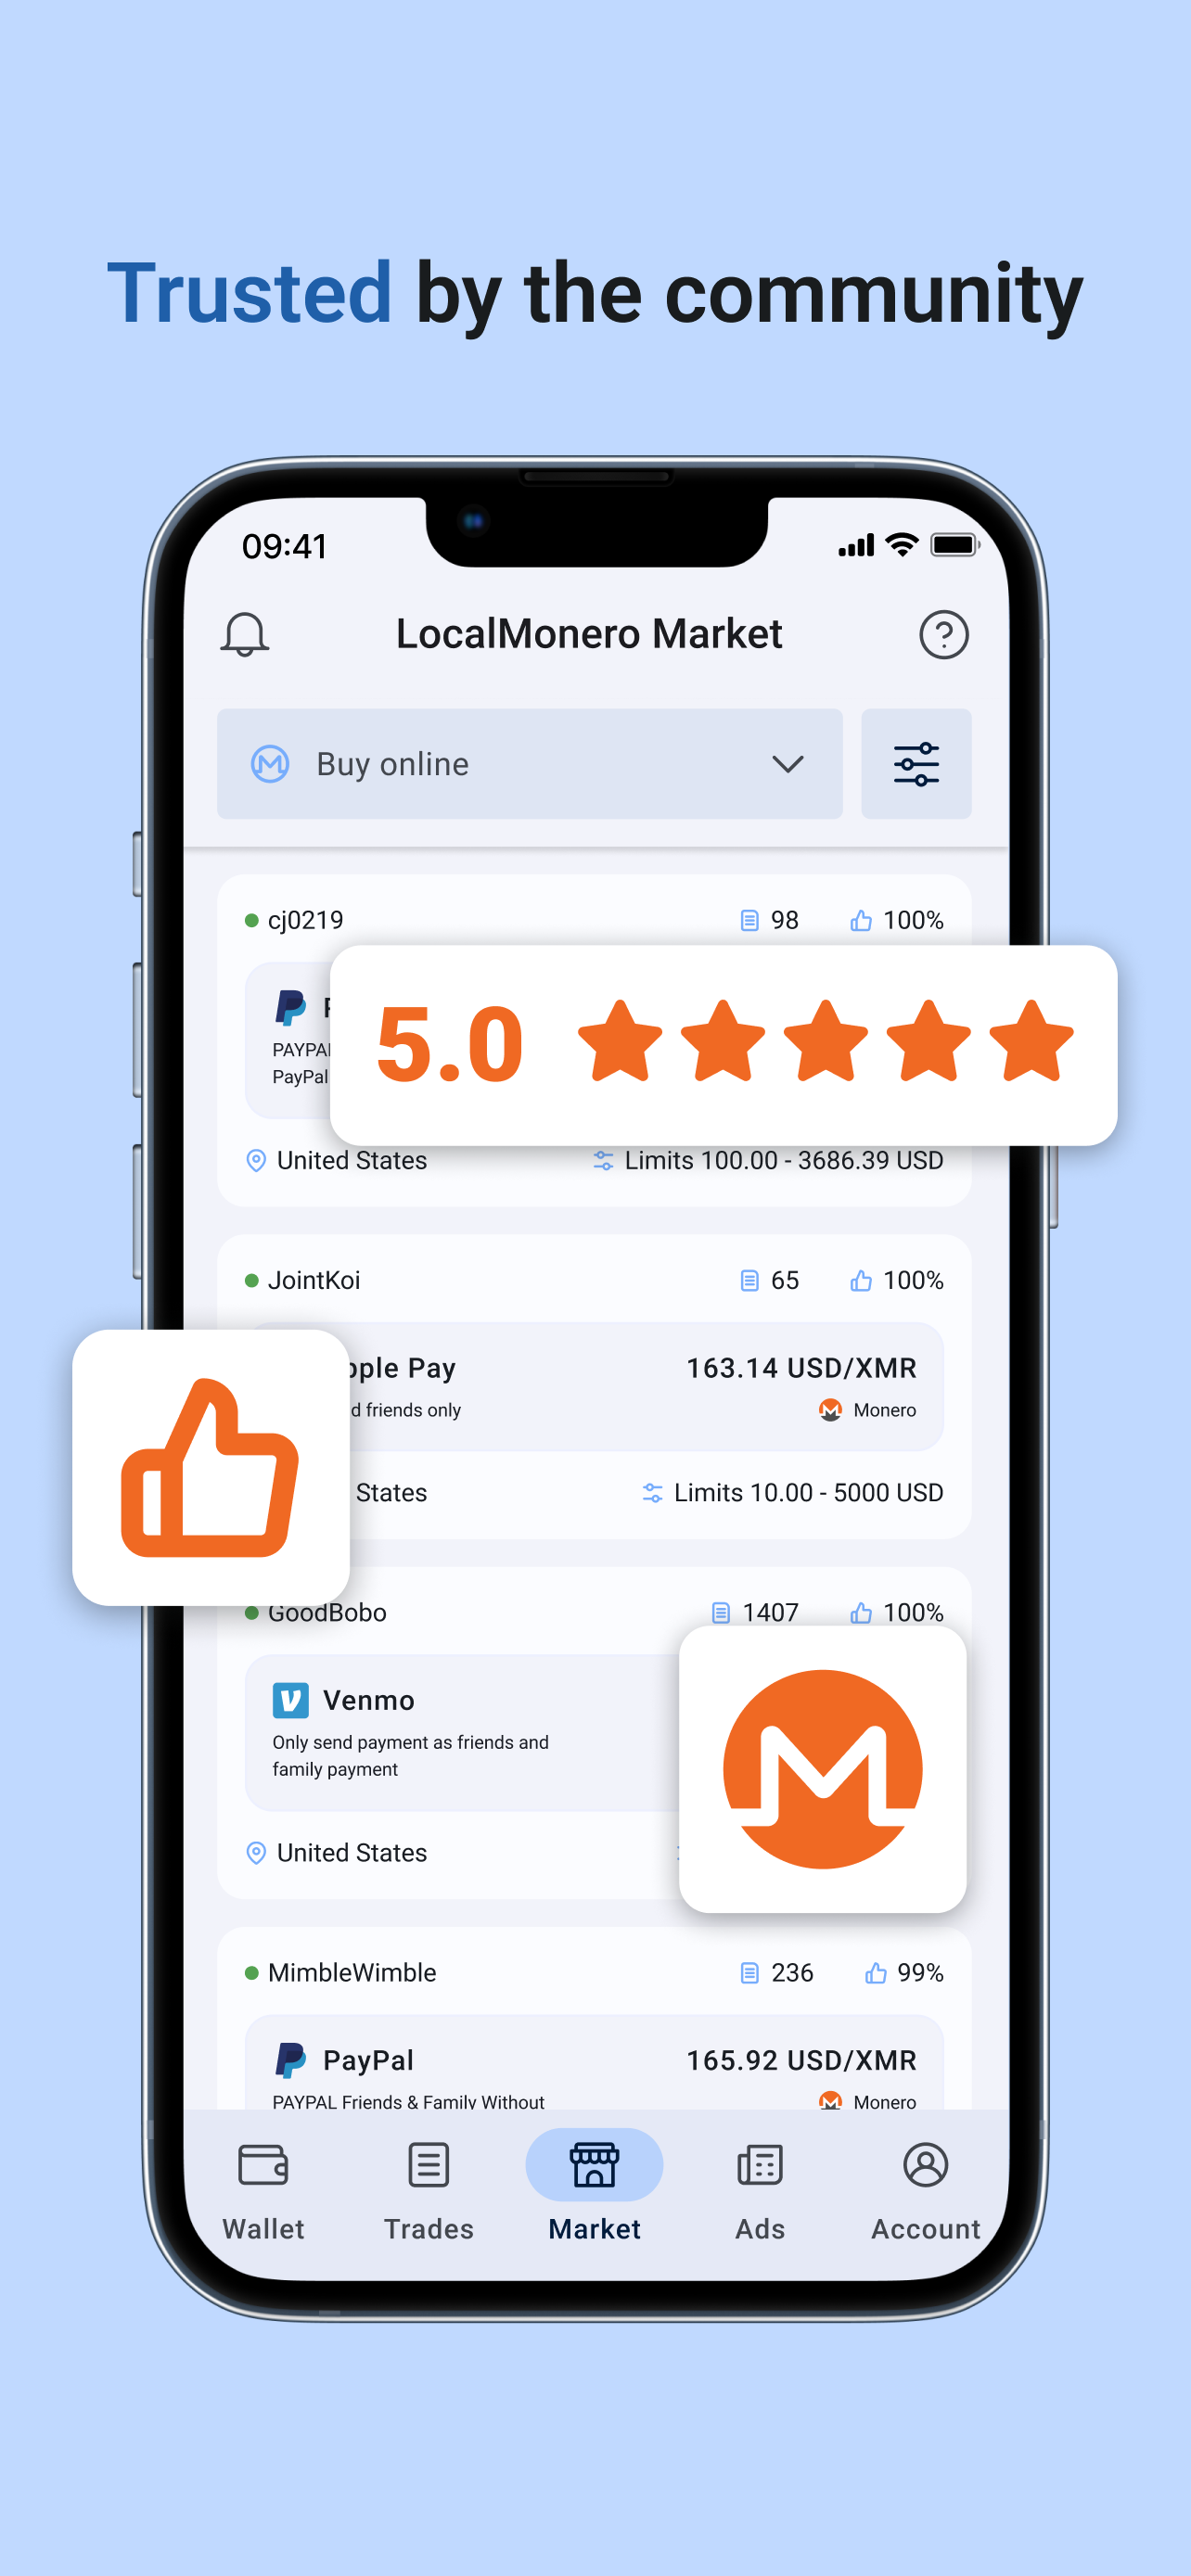 Trusted by the community
09:41
LocalMonero Market
Buy online
cj0219 98 100%
PayPal
5.0
United States Limits 100.00 - 3686.39 USD
JointKoi 65 100%
Pay 163.14 USD/XMR
friends only Monero
States Limits 10.00 - 5000 USD
GoodBobo 1407 100%
Venmo
Only send payment as friends and
family payment
United States
MimbleWimble 236 99%
PayPal 165.92 USD/XMR
PAYPAL Friends & Family Without Monero
Wallet Trades Market Ads Account